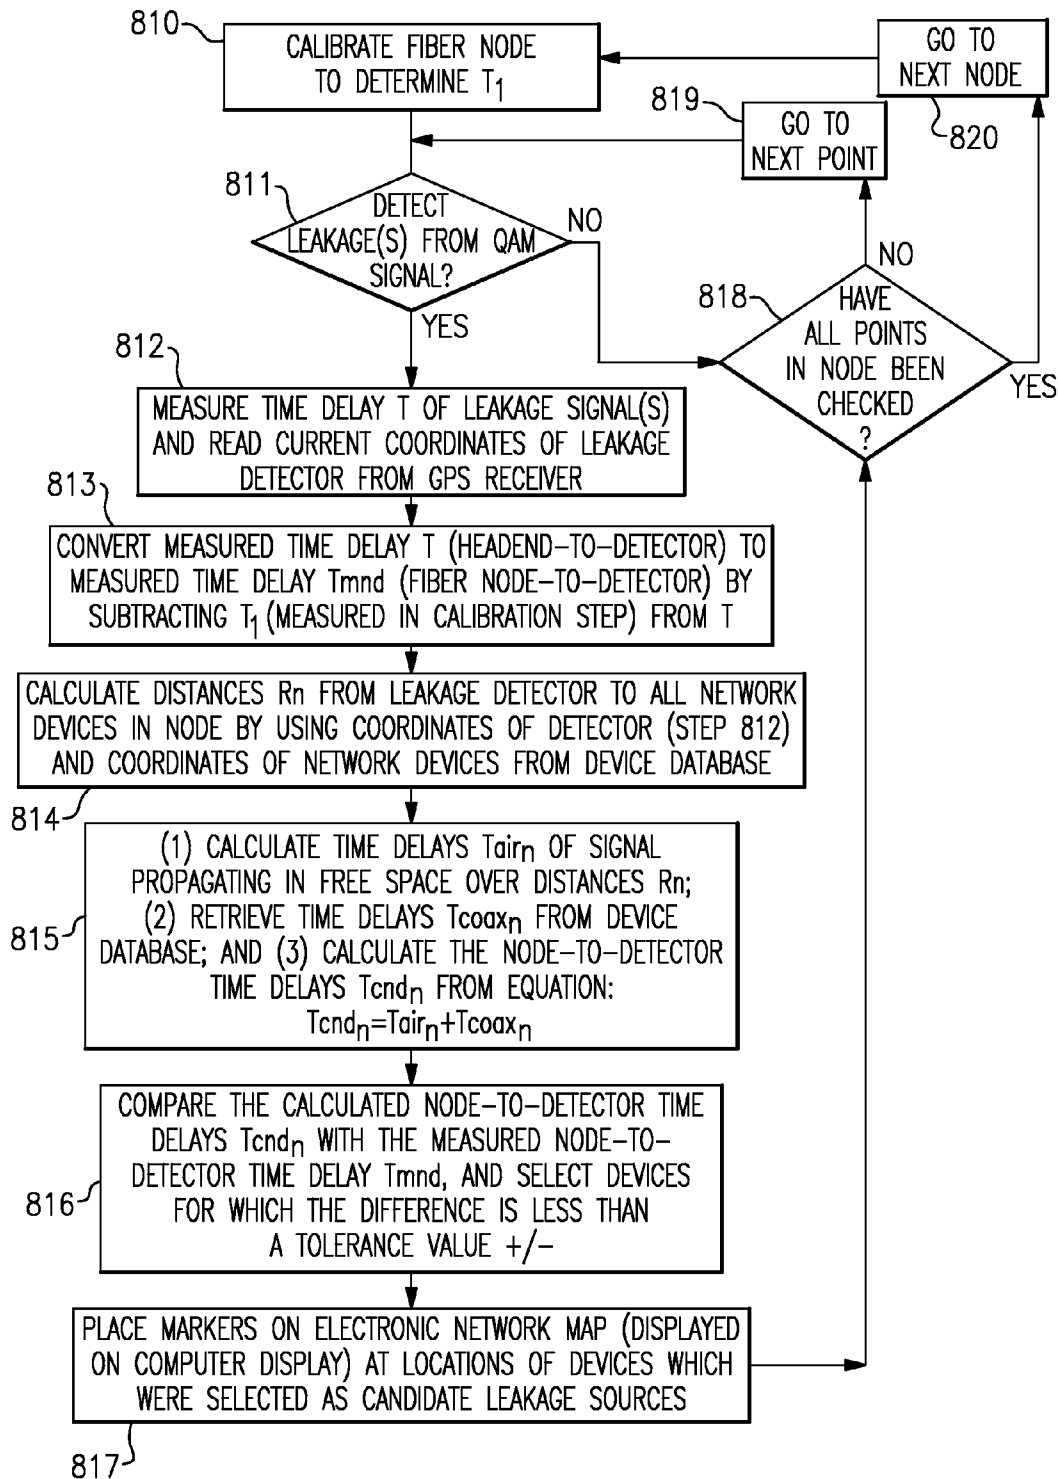 810
CALIBRATE FIBER NODE
TO DETERMINE T1
GO TO
NEXT NODE
820
819
GO TO
NEXT POINT
811
DETECT
LEAKAGE(S) FROM QAM
SIGNAL?
NO
YES
818
NO
HAVE
ALL POINTS
IN NODE BEEN
CHECKED
?
YES
812
MEASURE TIME DELAY T OF LEAKAGE SIGNAL(S)
AND READ CURRENT COORDINATES OF LEAKAGE
DETECTOR FROM GPS RECEIVER
813
CONVERT MEASURED TIME DELAY T (HEADEND-TO-DETECTOR) TO
MEASURED TIME DELAY Tmnd (FIBER NODE-TO-DETECTOR) BY
SUBTRACTING T1 (MEASURED IN CALIBRATION STEP) FROM T
CALCULATE DISTANCES Rn FROM LEAKAGE DETECTOR TO ALL NETWORK
DEVICES IN NODE BY USING COORDINATES OF DETECTOR (STEP 812)
AND COORDINATES OF NETWORK DEVICES FROM DEVICE DATABASE
814
(1) CALCULATE TIME DELAYS Tairn OF SIGNAL
PROPAGATING IN FREE SPACE OVER DISTANCES Rn;
(2) RETRIEVE TIME DELAYS Tcoaxn FROM DEVICE
DATABASE; AND (3) CALCULATE THE NODE-TO-DETECTOR
TIME DELAYS Tcndn FROM EQUATION:
Tcndn=Tairn+Tcoaxn
815
COMPARE THE CALCULATED NODE-TO-DETECTOR TIME
DELAYS Tcndn WITH THE MEASURED NODE-TO-
DETECTOR TIME DELAY Tmnd, AND SELECT DEVICES
FOR WHICH THE DIFFERENCE IS LESS THAN
A TOLERANCE VALUE +/-
816
PLACE MARKERS ON ELECTRONIC NETWORK MAP (DISPLAYED
ON COMPUTER DISPLAY) AT LOCATIONS OF DEVICES WHICH
WERE SELECTED AS CANDIDATE LEAKAGE SOURCES
817